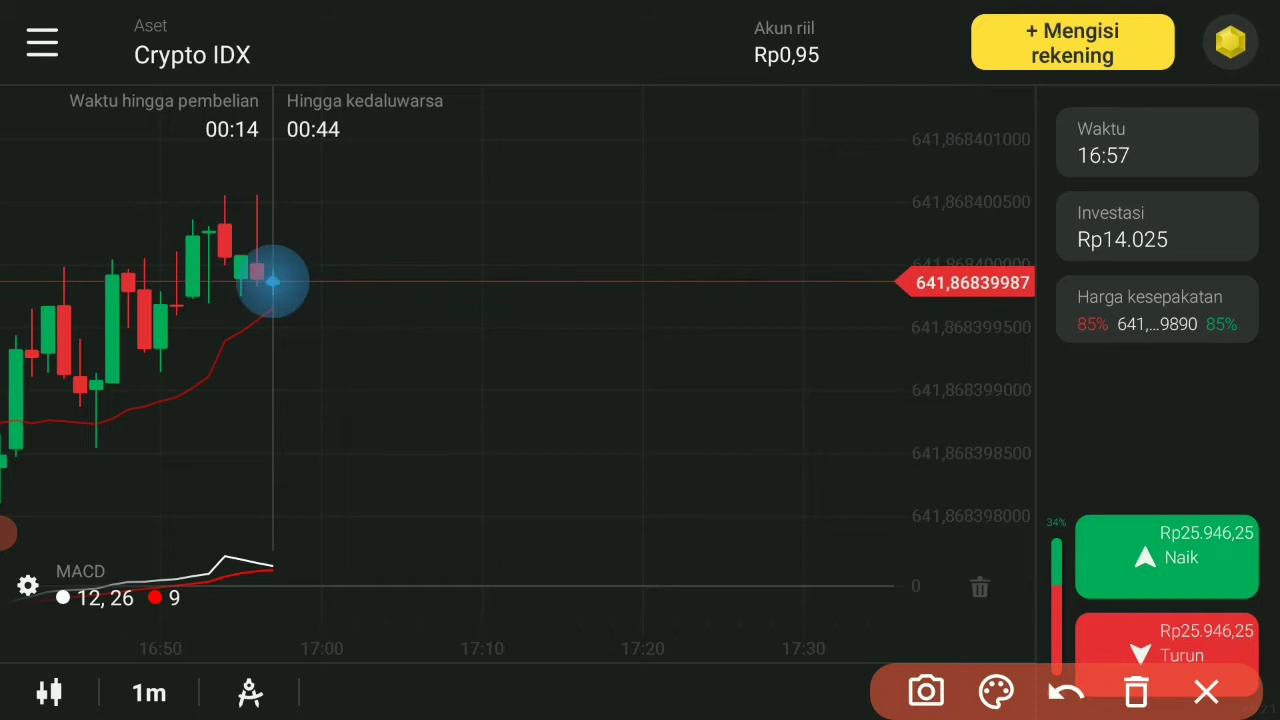 Aset
Crypto IDX
Akun riil
Rp0,95
+ Mengisi
rekening
Waktu hingga pembelian
00:14
Hingga kedaluwarsa
00:44
641,868401000
641,868400500
641,868400000
641,86839987
641,868399500
641,868399000
641,868398500
641,868398000
Waktu
16:57
Investasi
Rp14.025
Harga kesepakatan
85% 641,...9890 85%
34%
Rp25.946,25
Naik
Rp25.946,25
Turun
MACD
12, 26 9
0
16:50 17:00 17:10 17:20 17:30
1m